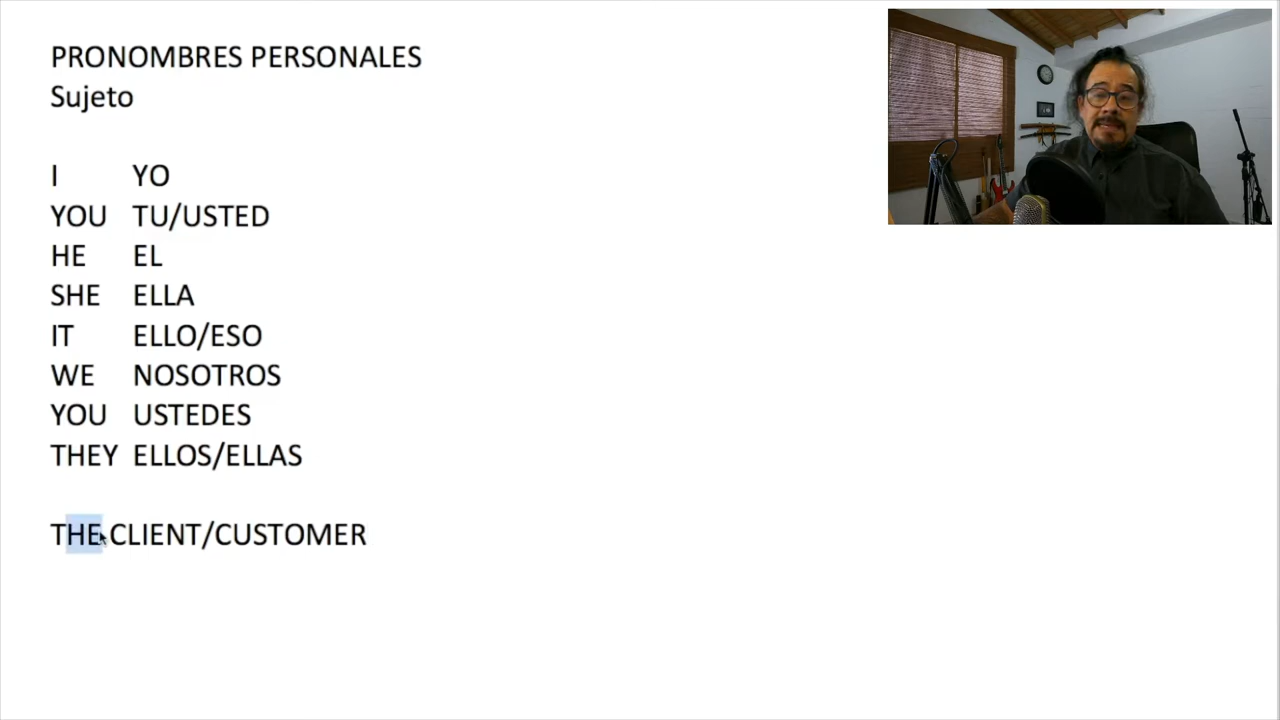 PRONOMBRES PERSONALES
Sujeto
I YO
YOU TU/USTED
HE EL
SHE ELLA
IT ELLO/ESO
WE NOSOTROS
YOU USTEDES
THEY ELLOS/ELLAS
THE CLIENT/CUSTOMER